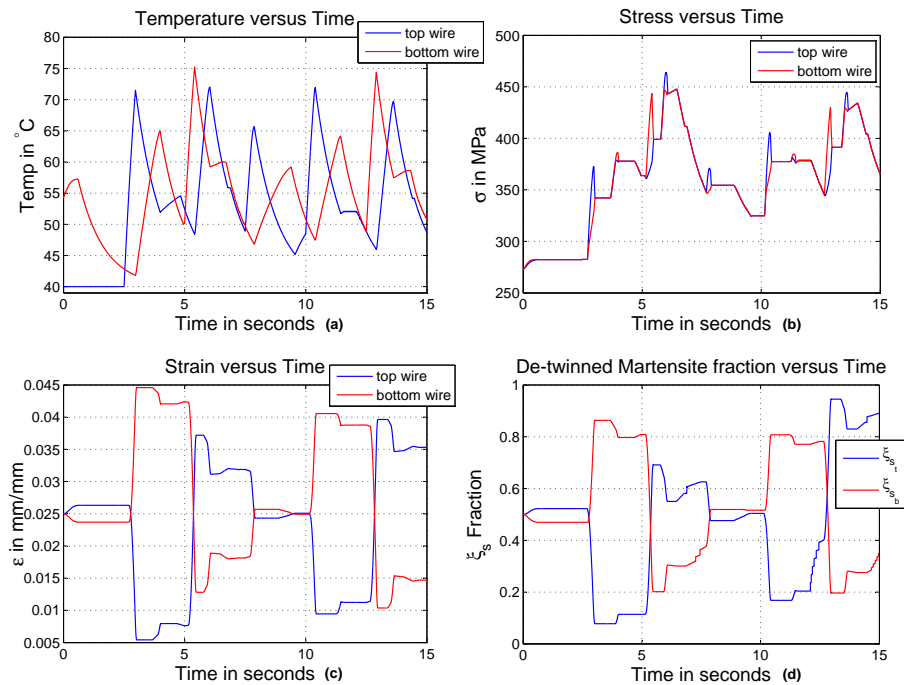 Temperature versus Time
top wire
bottom wire
80
75
70
65
60
55
50
45
40
Temp in °C
0
5
10
15
Time in seconds (a)
Stress versus Time
top wire
bottom wire
500
450
400
350
300
250
σ in MPa
0
5
10
15
Time in seconds (b)
Strain versus Time
top wire
bottom wire
0.045
0.04
0.035
0.03
0.025
0.02
0.015
0.01
0.005
ε in mm/mm
0
5
10
15
Time in seconds (c)
De-twinned Martensite fraction versus Time
ξ_{S_t}
ξ_{S_b}
1
0.8
0.6
0.4
0.2
0
ξ_s Fraction
0
5
10
15
Time in seconds (d)